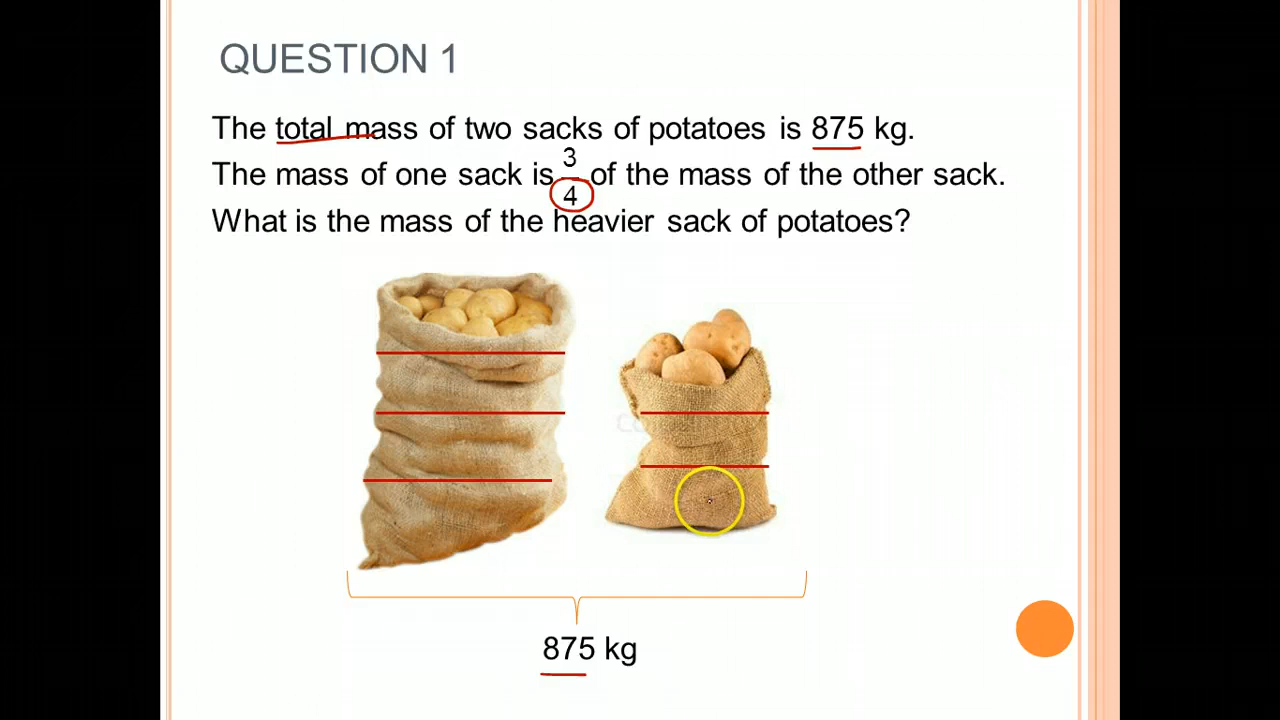 QUESTION 1
The total mass of two sacks of potatoes is 875 kg.
The mass of one sack is 3/4 of the mass of the other sack.
What is the mass of the heavier sack of potatoes?
875 kg